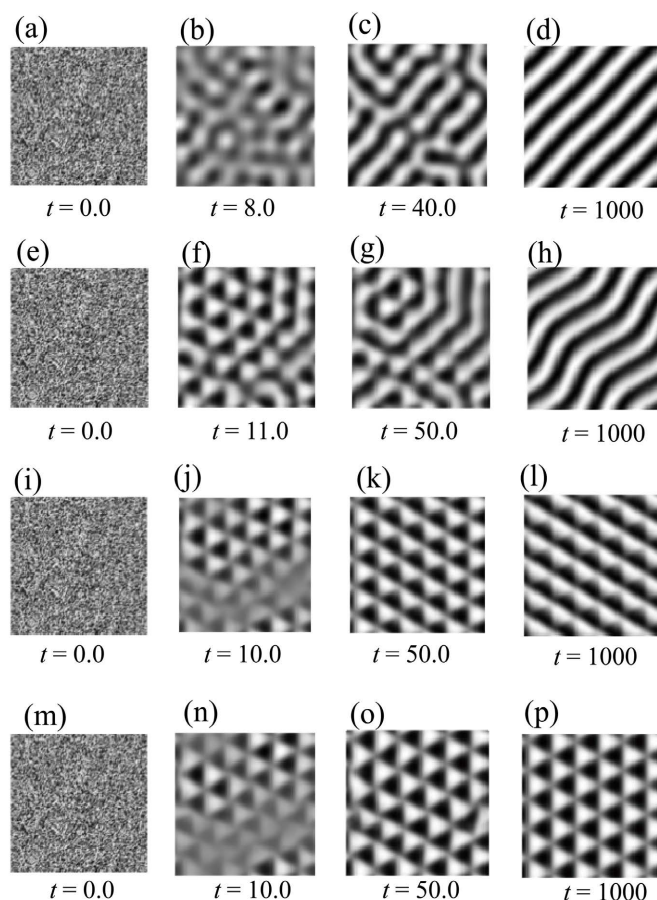 (a) (b) (c) (d)
t = 0.0 t = 8.0 t = 40.0 t = 1000
(e) (f) (g) (h)
t = 0.0 t = 11.0 t = 50.0 t = 1000
(i) (j) (k) (l)
t = 0.0 t = 10.0 t = 50.0 t = 1000
(m) (n) (o) (p)
t = 0.0 t = 10.0 t = 50.0 t = 1000